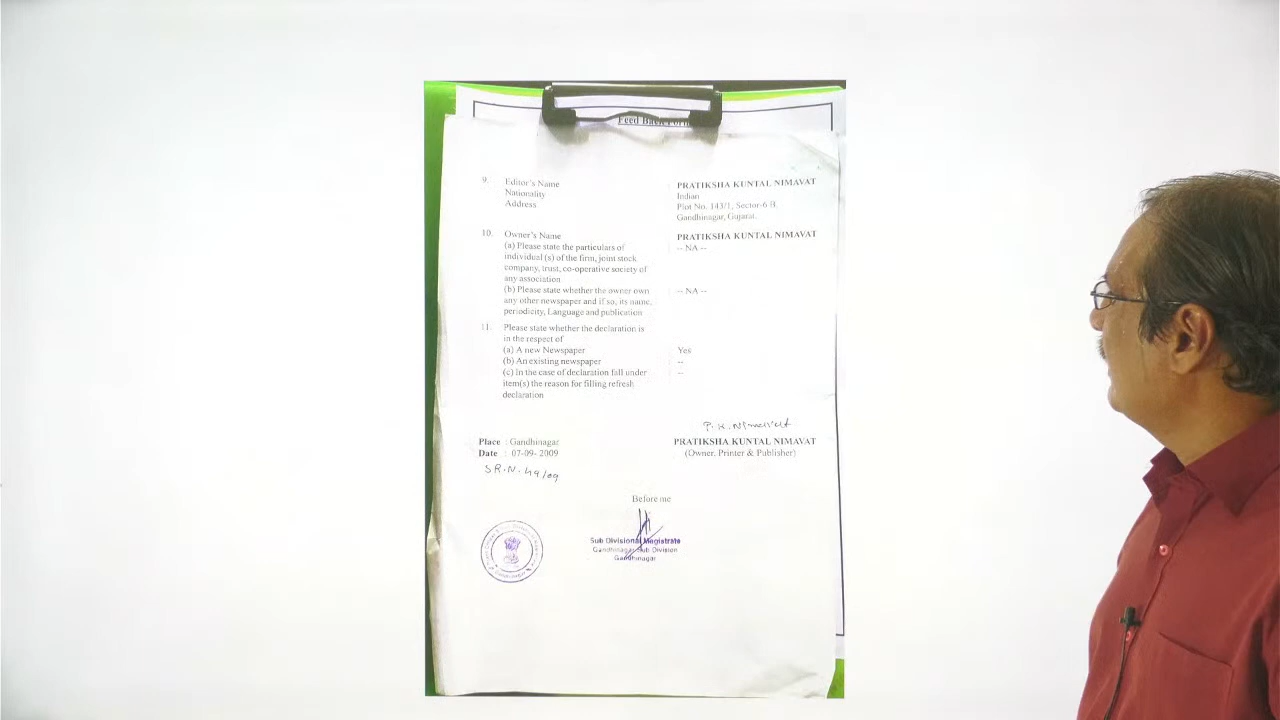 Feed Back Form
9. Editor's Name PRATIKSHA KUNTAL NIMAVAT
Nationality Indian
Address Plot No. 143/1, Sector-6 B.
Gandhinagar, Gujarat.
10. Owner's Name PRATIKSHA KUNTAL NIMAVAT
(a) Please state the particulars of : -- NA --
individual (s) of the firm, joint stock
company, trust, co-operative society of
any association
(b) Please state whether the owner own : -- NA --
any other newspaper and if so, its name,
periodicity, Language and publication
11. Please state whether the declaration is
in the respect of
(a) A new Newspaper : Yes
(b) An existing newspaper : --
(c) In the case of declaration fall under : --
item(s) the reason for filling refresh
declaration
P. K. Nimavat
Place : Gandhinagar PRATIKSHA KUNTAL NIMAVAT
Date : 07-09- 2009 (Owner, Printer & Publisher)
SR.N. 49/09
Before me
Sub Divisional Magistrate
Gandhinagar Sub Division
Gandhinagar